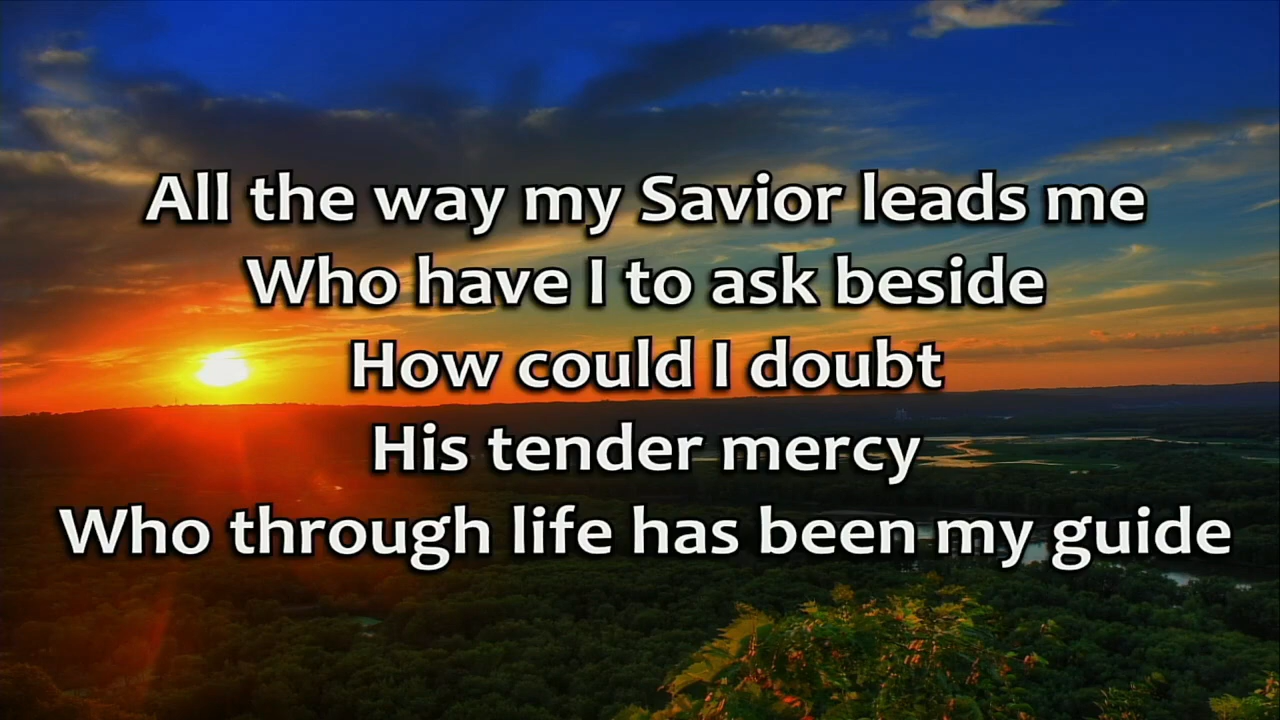 All the way my Savior leads me
Who have I to ask beside
How could I doubt
His tender mercy
Who through life has been my guide